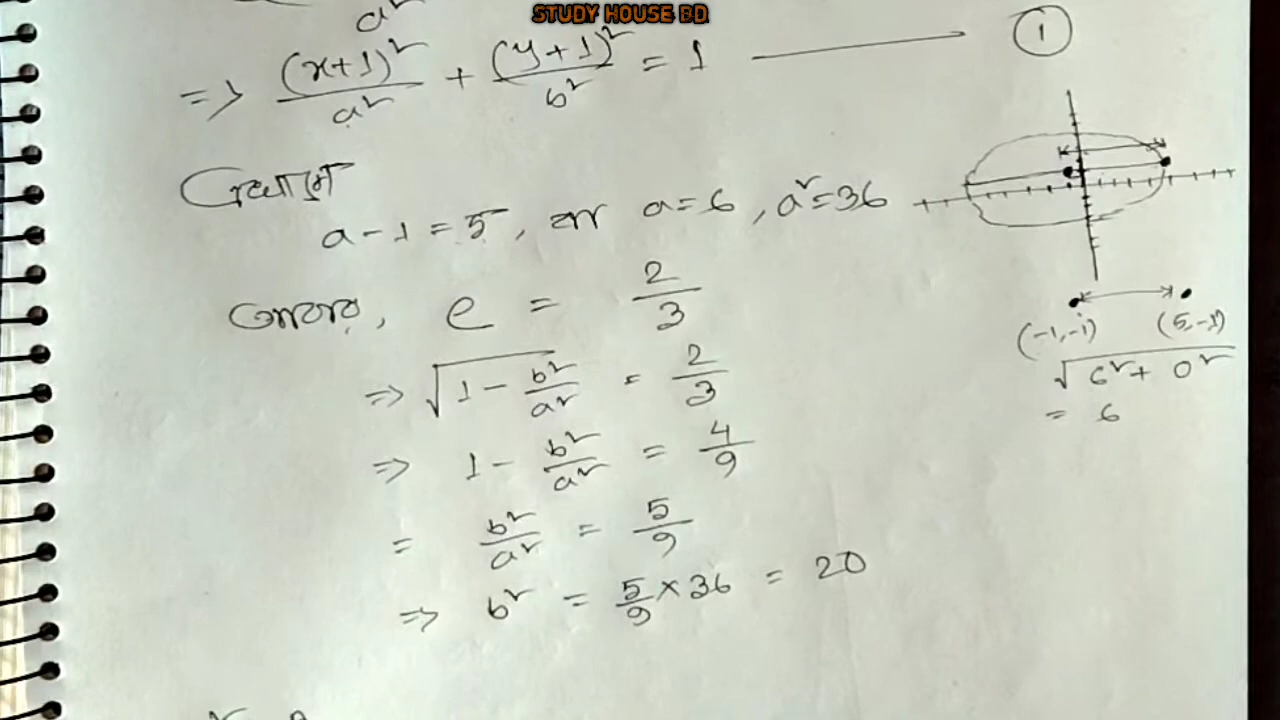 STUDY HOUSE BD
a²
=> (x+1)²/a² + (y+1)²/b² = 1 ①
a - 1 = 5, বা a = 6, a² = 36
আবার, e = 2/3
=> √(1 - b²/a²) = 2/3
=> 1 - b²/a² = 4/9
= b²/a² = 5/9
=> b² = 5/9 × 36 = 20
(-1,-1) (5,-1)
√(6² + 0²)
= 6